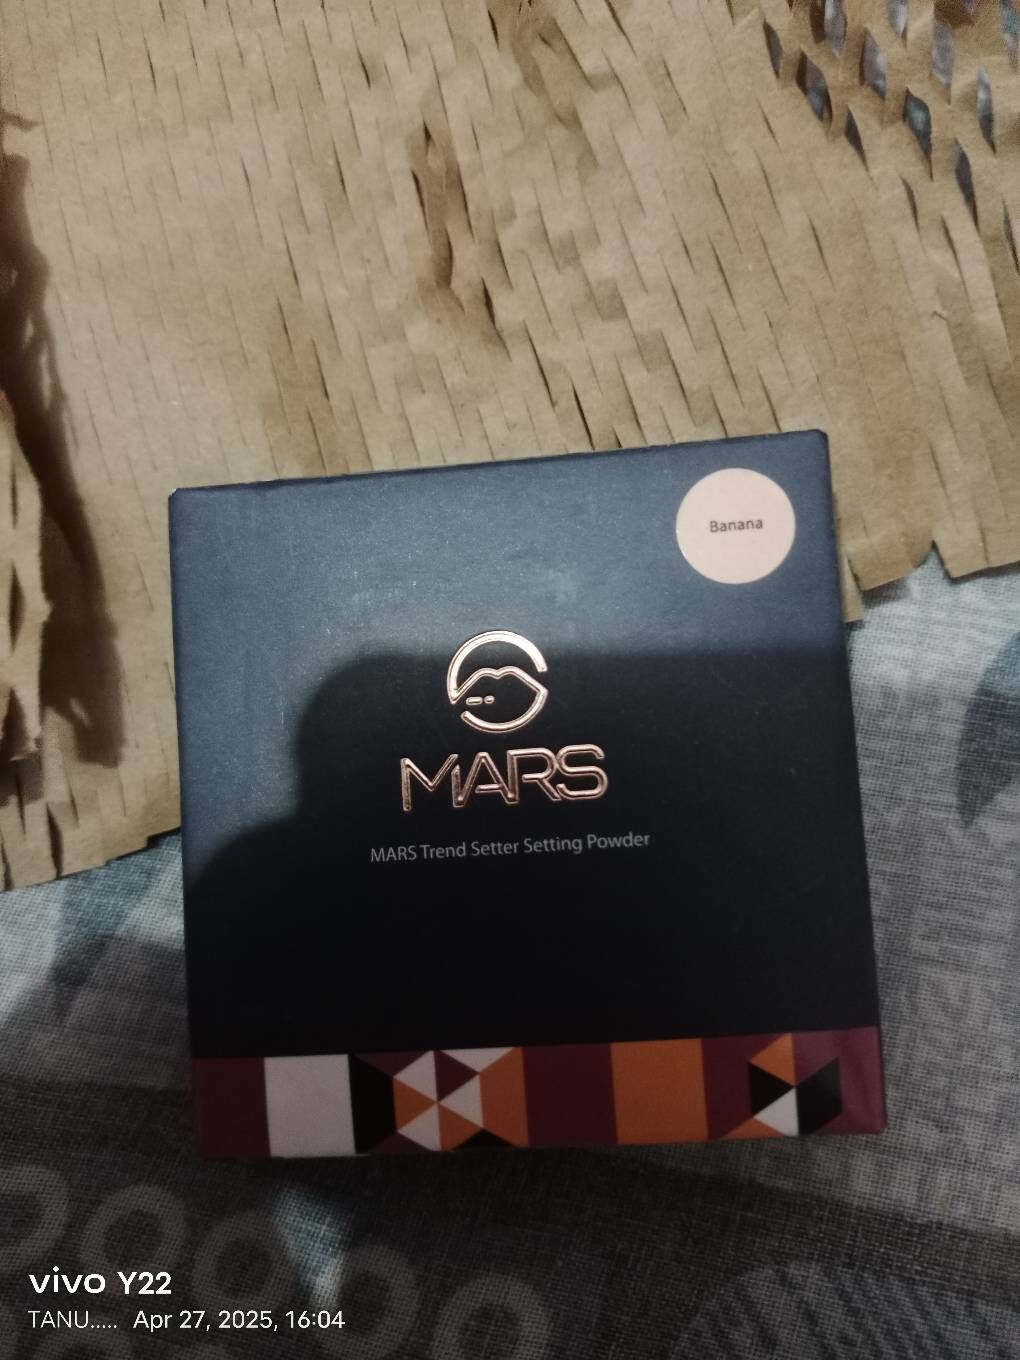 Banana
MARS
MARS Trend Setter Setting Powder
vivo Y22
TANU..... Apr 27, 2025, 16:04